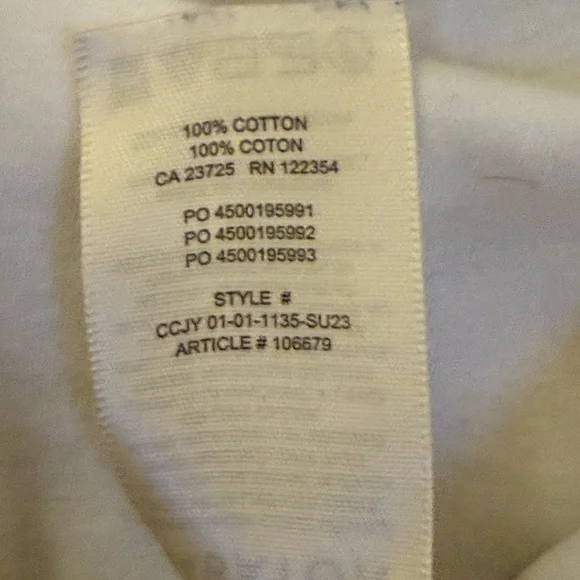 100% COTTON
100% COTON
CA 23725 RN 122354
PO 4500195991
PO 4500195992
PO 4500195993
STYLE #
CCJY 01-01-1135-SU23
ARTICLE # 106679